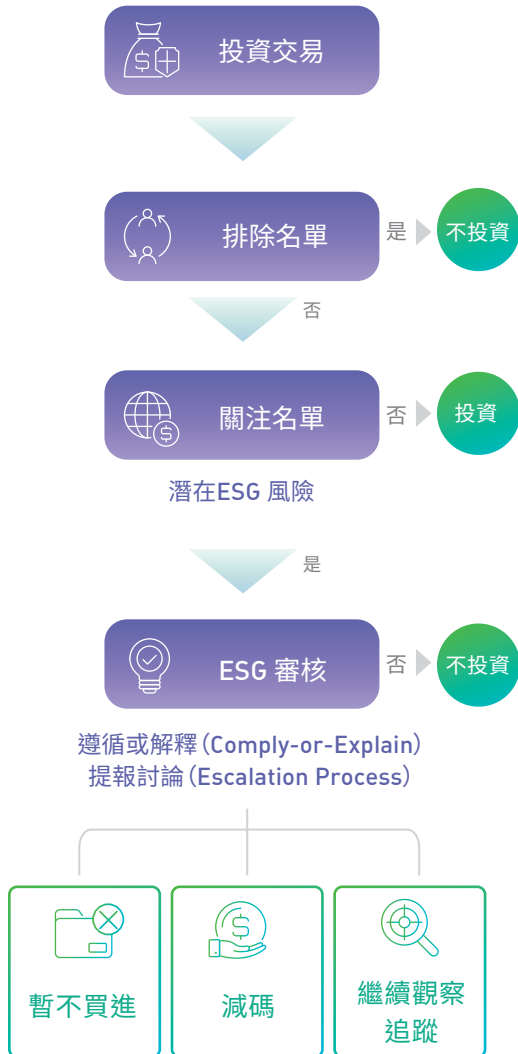 投資交易
排除名單
是
不投資
否
關注名單
否
投資
潛在ESG 風險
是
ESG 審核
否
不投資
遵循或解釋(Comply-or-Explain)
提報討論(Escalation Process)
暫不買進
減碼
繼續觀察
追蹤